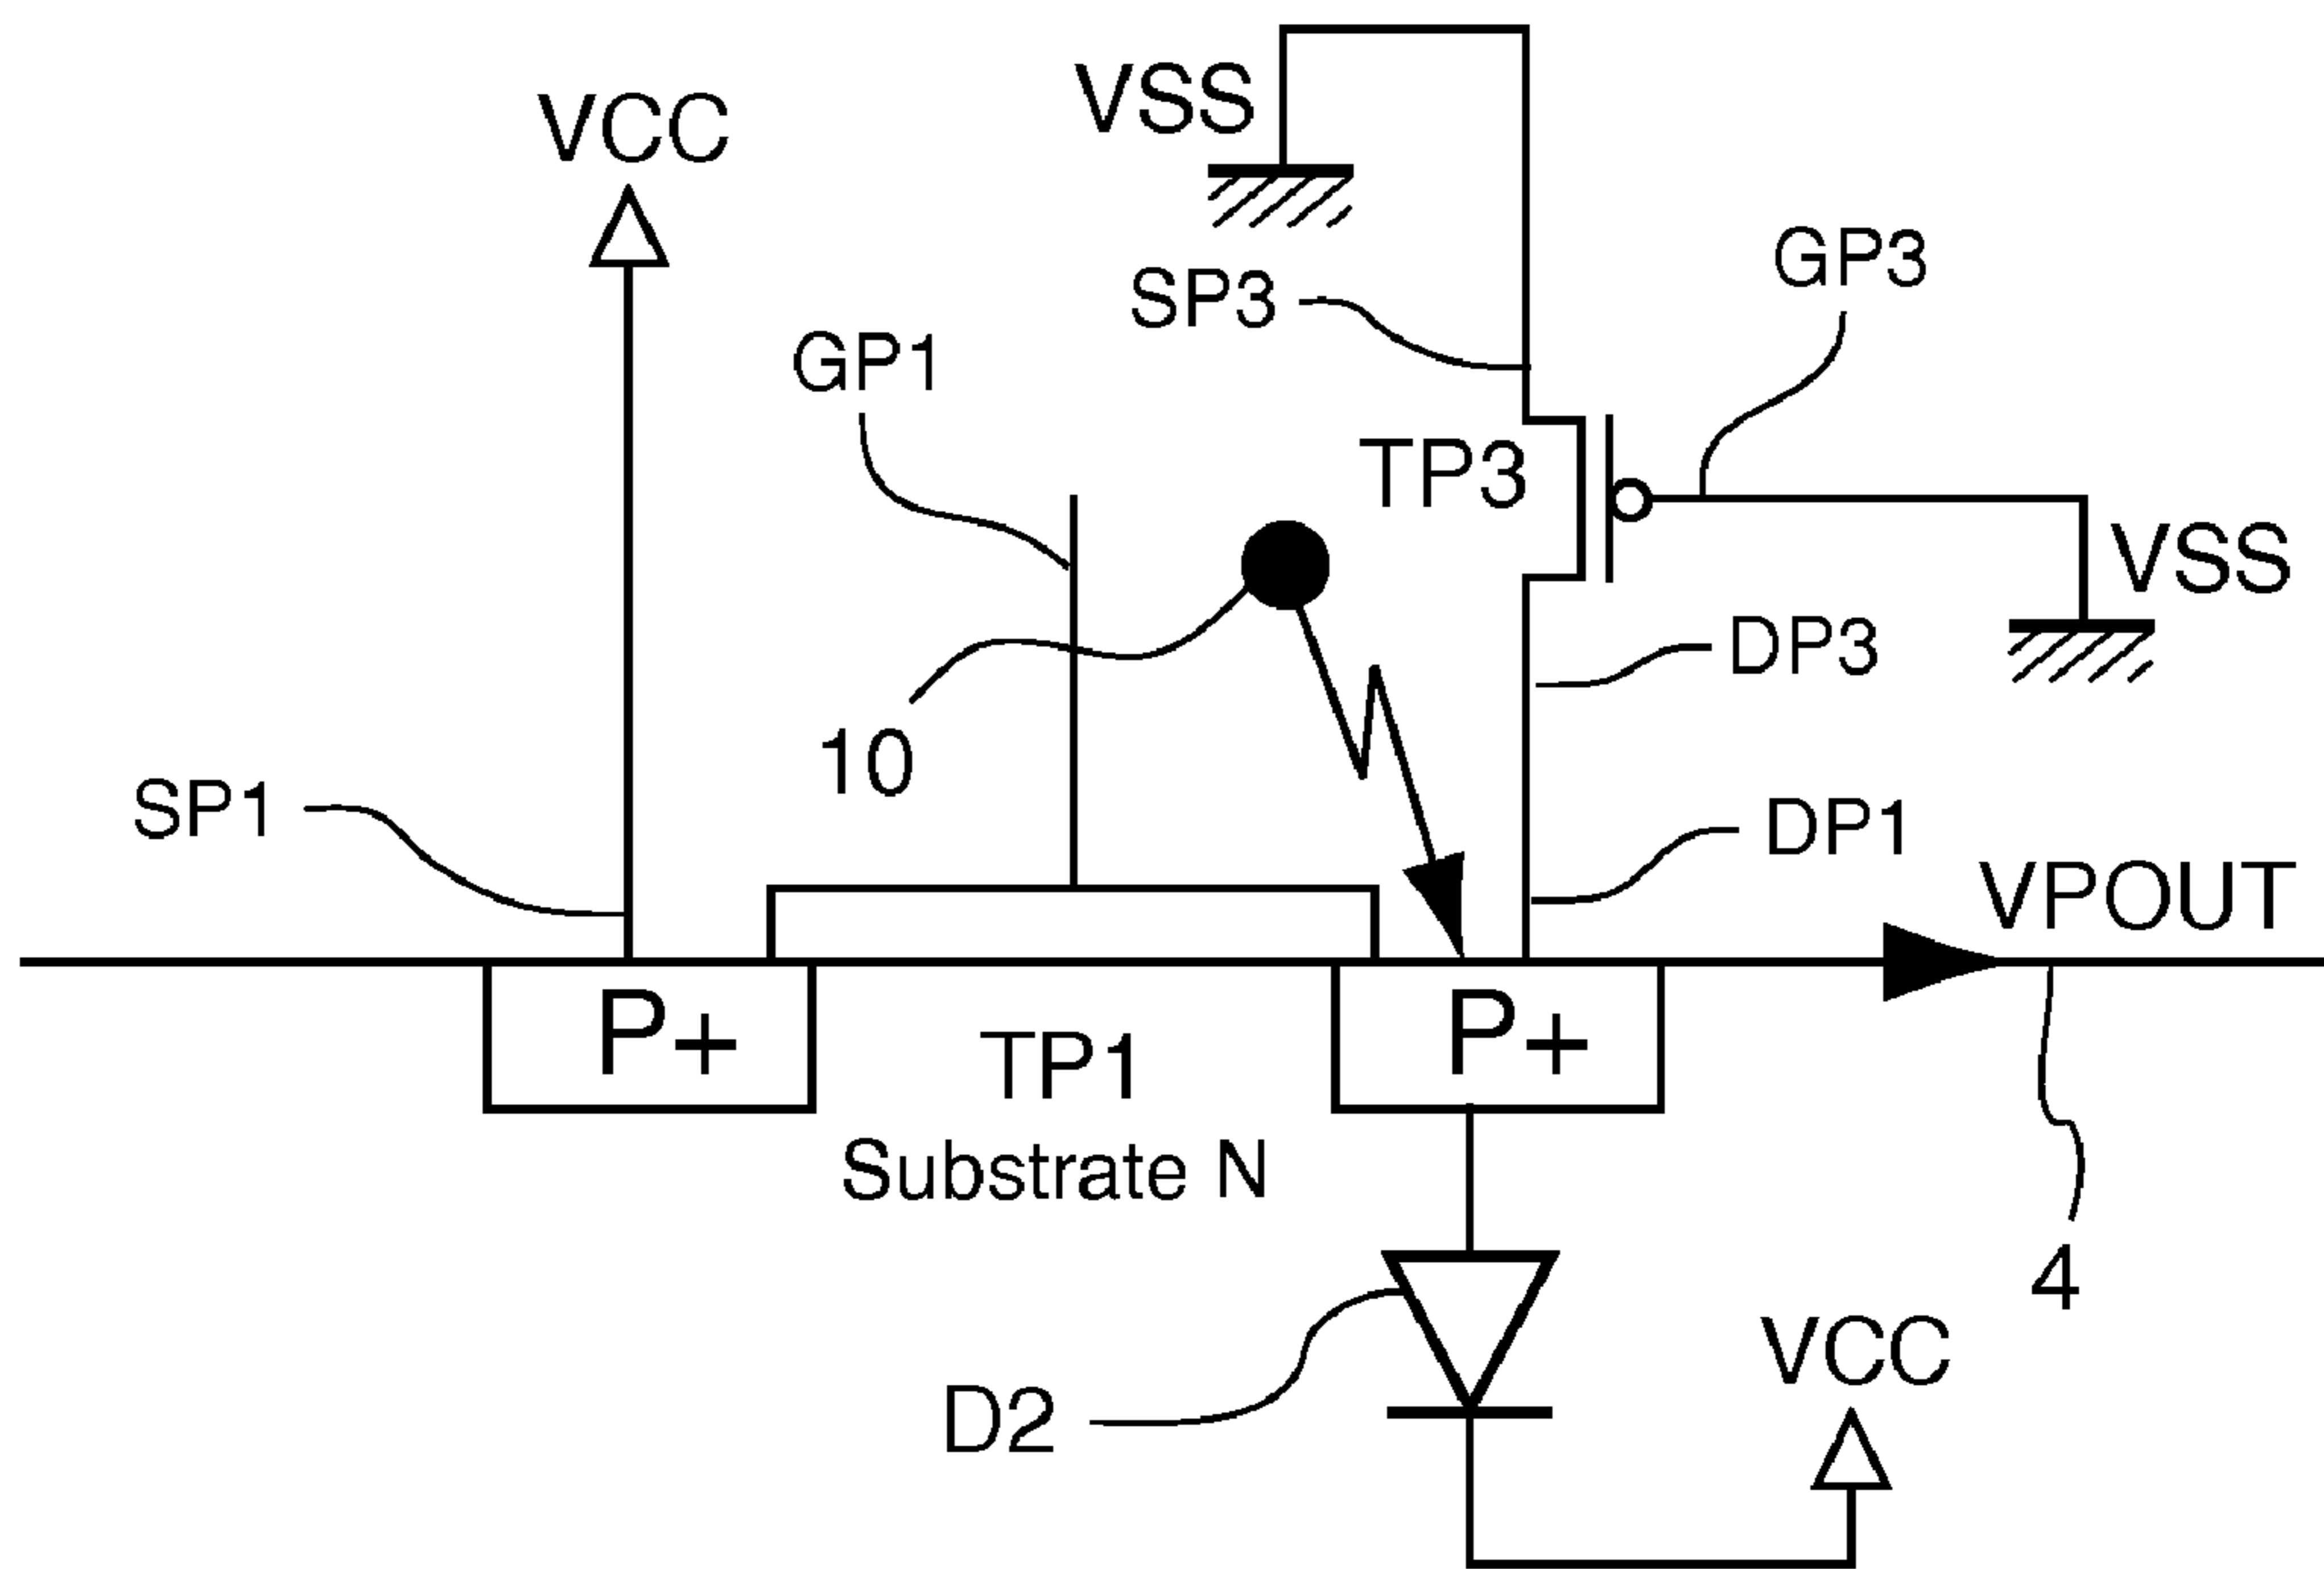 VSS
VCC
GP3
SP3
GP1
TP3
VSS
DP3
10
SP1
DP1
VPOUT
P+
P+
TP1
Substrate N
4
VCC
D2